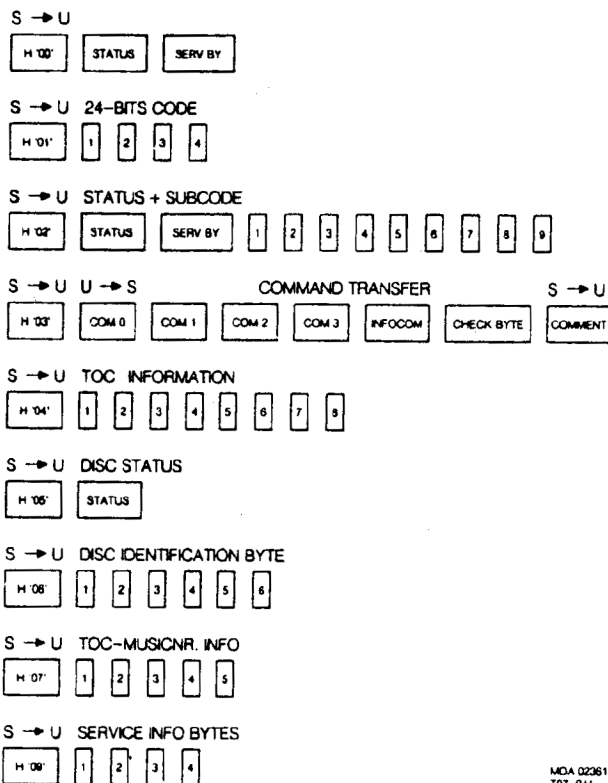 S → U
H '00' STATUS SERV BY
S → U 24-BITS CODE
H '01' 1 2 3 4
S → U STATUS + SUBCODE
H '02' STATUS SERV BY 1 2 3 4 5 6 7 8 9
S → U U → S COMMAND TRANSFER S → U
H '03' COM 0 COM 1 COM 2 COM 3 INFOCOM CHECK BYTE COMMENT
S → U TOC INFORMATION
H '04' 1 2 3 4 5 6 7 8
S → U DISC STATUS
H '05' STATUS
S → U DISC IDENTIFICATION BYTE
H '06' 1 2 3 4 5 6
S → U TOC-MUSICNR. INFO
H '07' 1 2 3 4 5
S → U SERVICE INFO BYTES
1 2 3 4
MDA 02361